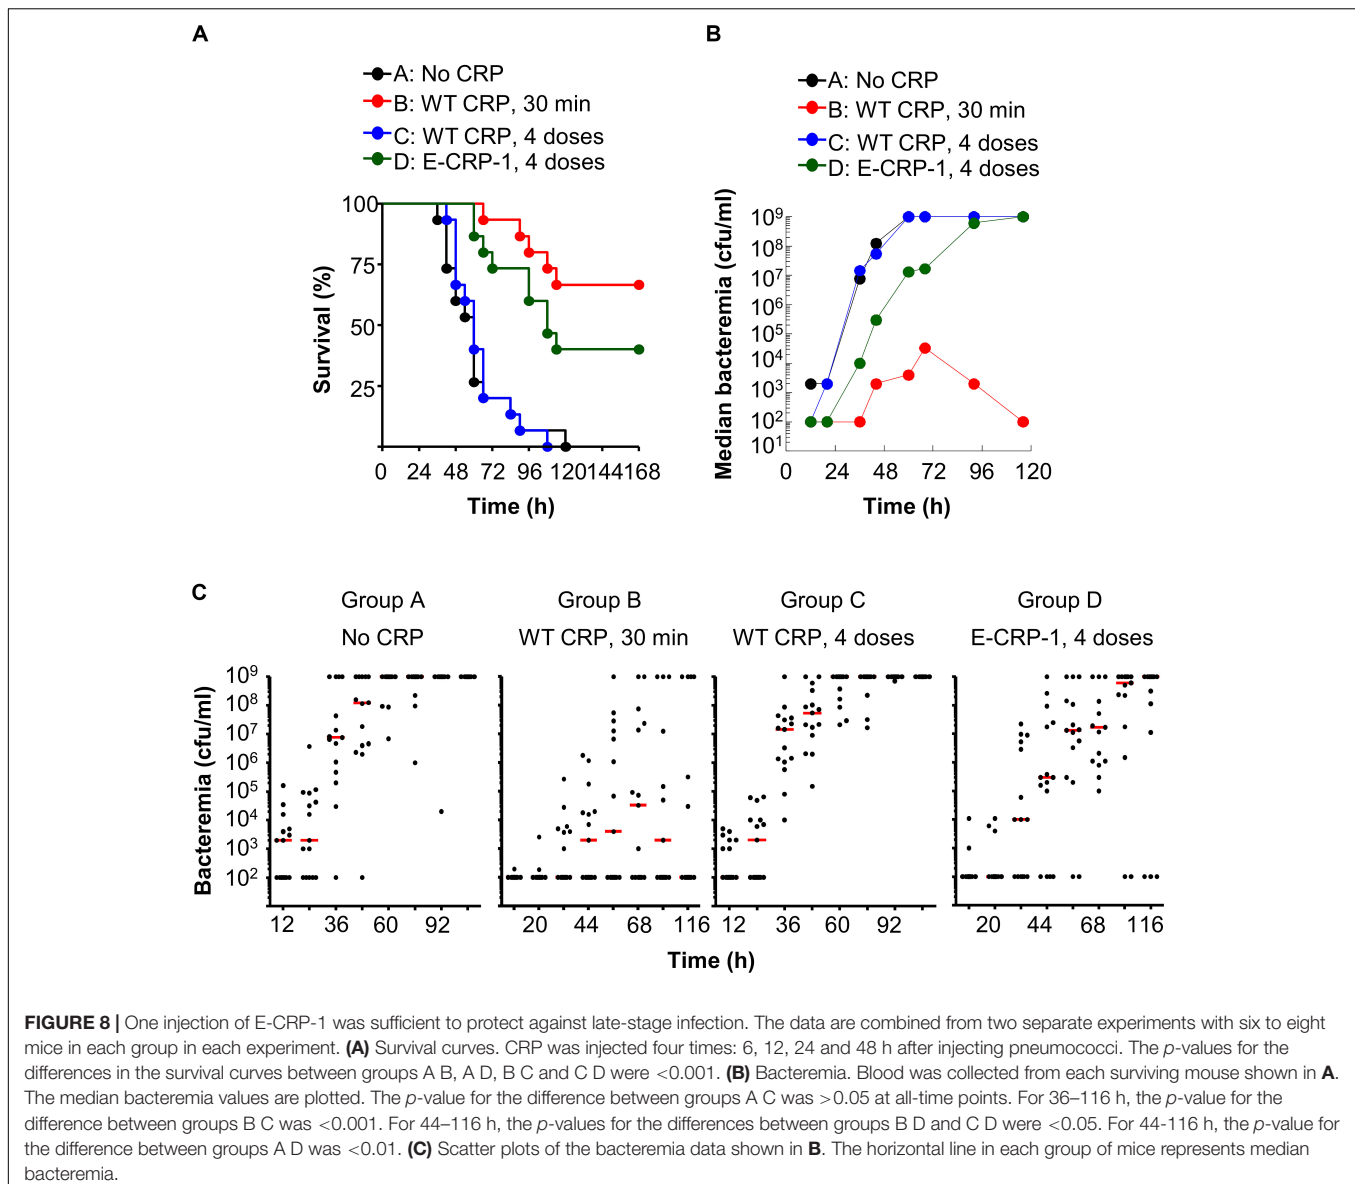 A
A: No CRP
B: WT CRP, 30 min
C: WT CRP, 4 doses
D: E-CRP-1, 4 doses
100
75
50
25
Survival (%)
0 24 48 72 96 120 144 168
Time (h)
B
A: No CRP
B: WT CRP, 30 min
C: WT CRP, 4 doses
D: E-CRP-1, 4 doses
10⁹
10⁸
10⁷
10⁶
10⁵
10⁴
10³
10²
10¹
Median bacteremia (cfu/ml)
0 24 48 72 96 120
Time (h)
C
Group A Group B Group C Group D
No CRP WT CRP, 30 min WT CRP, 4 doses E-CRP-1, 4 doses
10⁹
10⁸
10⁷
10⁶
10⁵
10⁴
10³
10²
Bacteremia (cfu/ml)
12 36 60 92 20 44 68 116 12 36 60 92 20 44 68 116
Time (h)
FIGURE 8 | One injection of E-CRP-1 was sufficient to protect against late-stage infection. The data are combined from two separate experiments with six to eight
mice in each group in each experiment. (A) Survival curves. CRP was injected four times: 6, 12, 24 and 48 h after injecting pneumococci. The p-values for the
differences in the survival curves between groups A B, A D, B C and C D were <0.001. (B) Bacteremia. Blood was collected from each surviving mouse shown in A.
The median bacteremia values are plotted. The p-value for the difference between groups A C was >0.05 at all-time points. For 36–116 h, the p-value for the
difference between groups B C was <0.001. For 44–116 h, the p-values for the differences between groups B D and C D were <0.05. For 44-116 h, the p-value for
the difference between groups A D was <0.01. (C) Scatter plots of the bacteremia data shown in B. The horizontal line in each group of mice represents median
bacteremia.